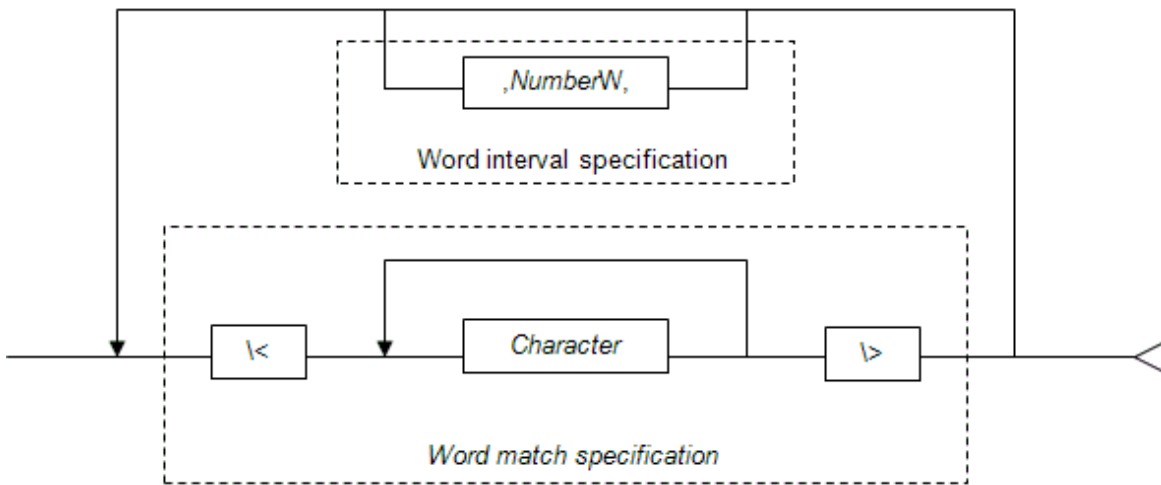 ,NumberW,
Word interval specification
\<
Character
\>
Word match specification